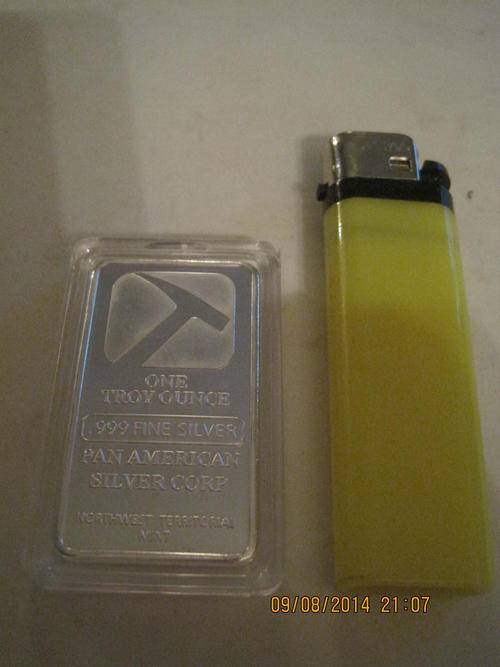 ONE
TROY OUNCE
.999 FINE SILVER
PAN AMERICAN
SILVER CORP
NORTHWEST TERRITORIAL
MINT
09/08/2014 21:07